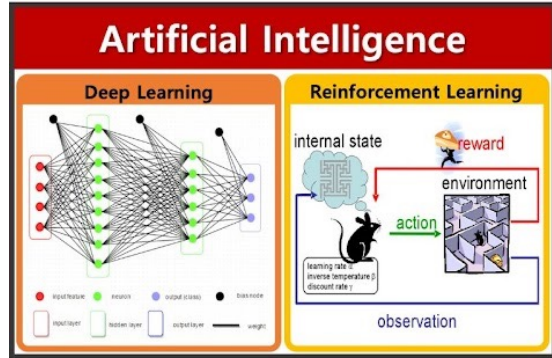 Artificial Intelligence
Deep Learning
input feature
neuron
output (class)
bias node
input layer
hidden layer
output layer
weight
Reinforcement Learning
internal state
reward
environment
action
learning rate α
inverse temperature β
discount rate γ
observation